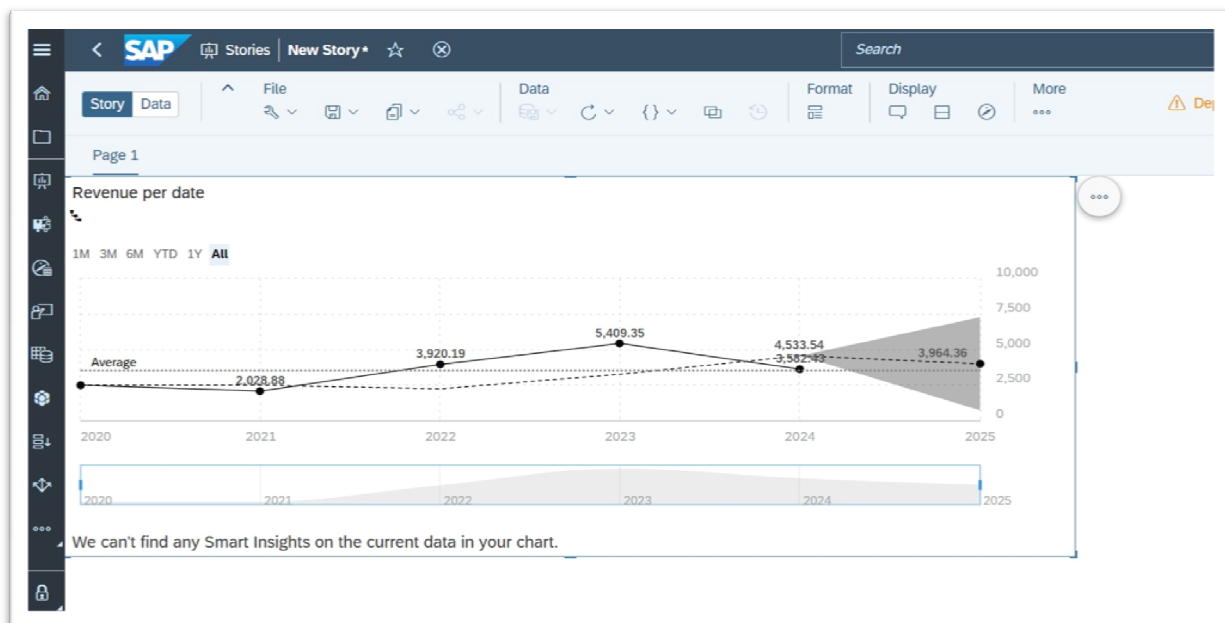 SAP Stories New Story* Search
File Data Format Display More
Story Data
{}
Page 1
Revenue per date
1M 3M 6M YTD 1Y All
10,000
7,500
5,409.35
4,533.54
5,000
3,920.19
3,582.43
3,964.36
Average
2,028.88
2,500
0
2020 2021 2022 2023 2024 2025
2020 2021 2022 2023 2024 2025
We can't find any Smart Insights on the current data in your chart.